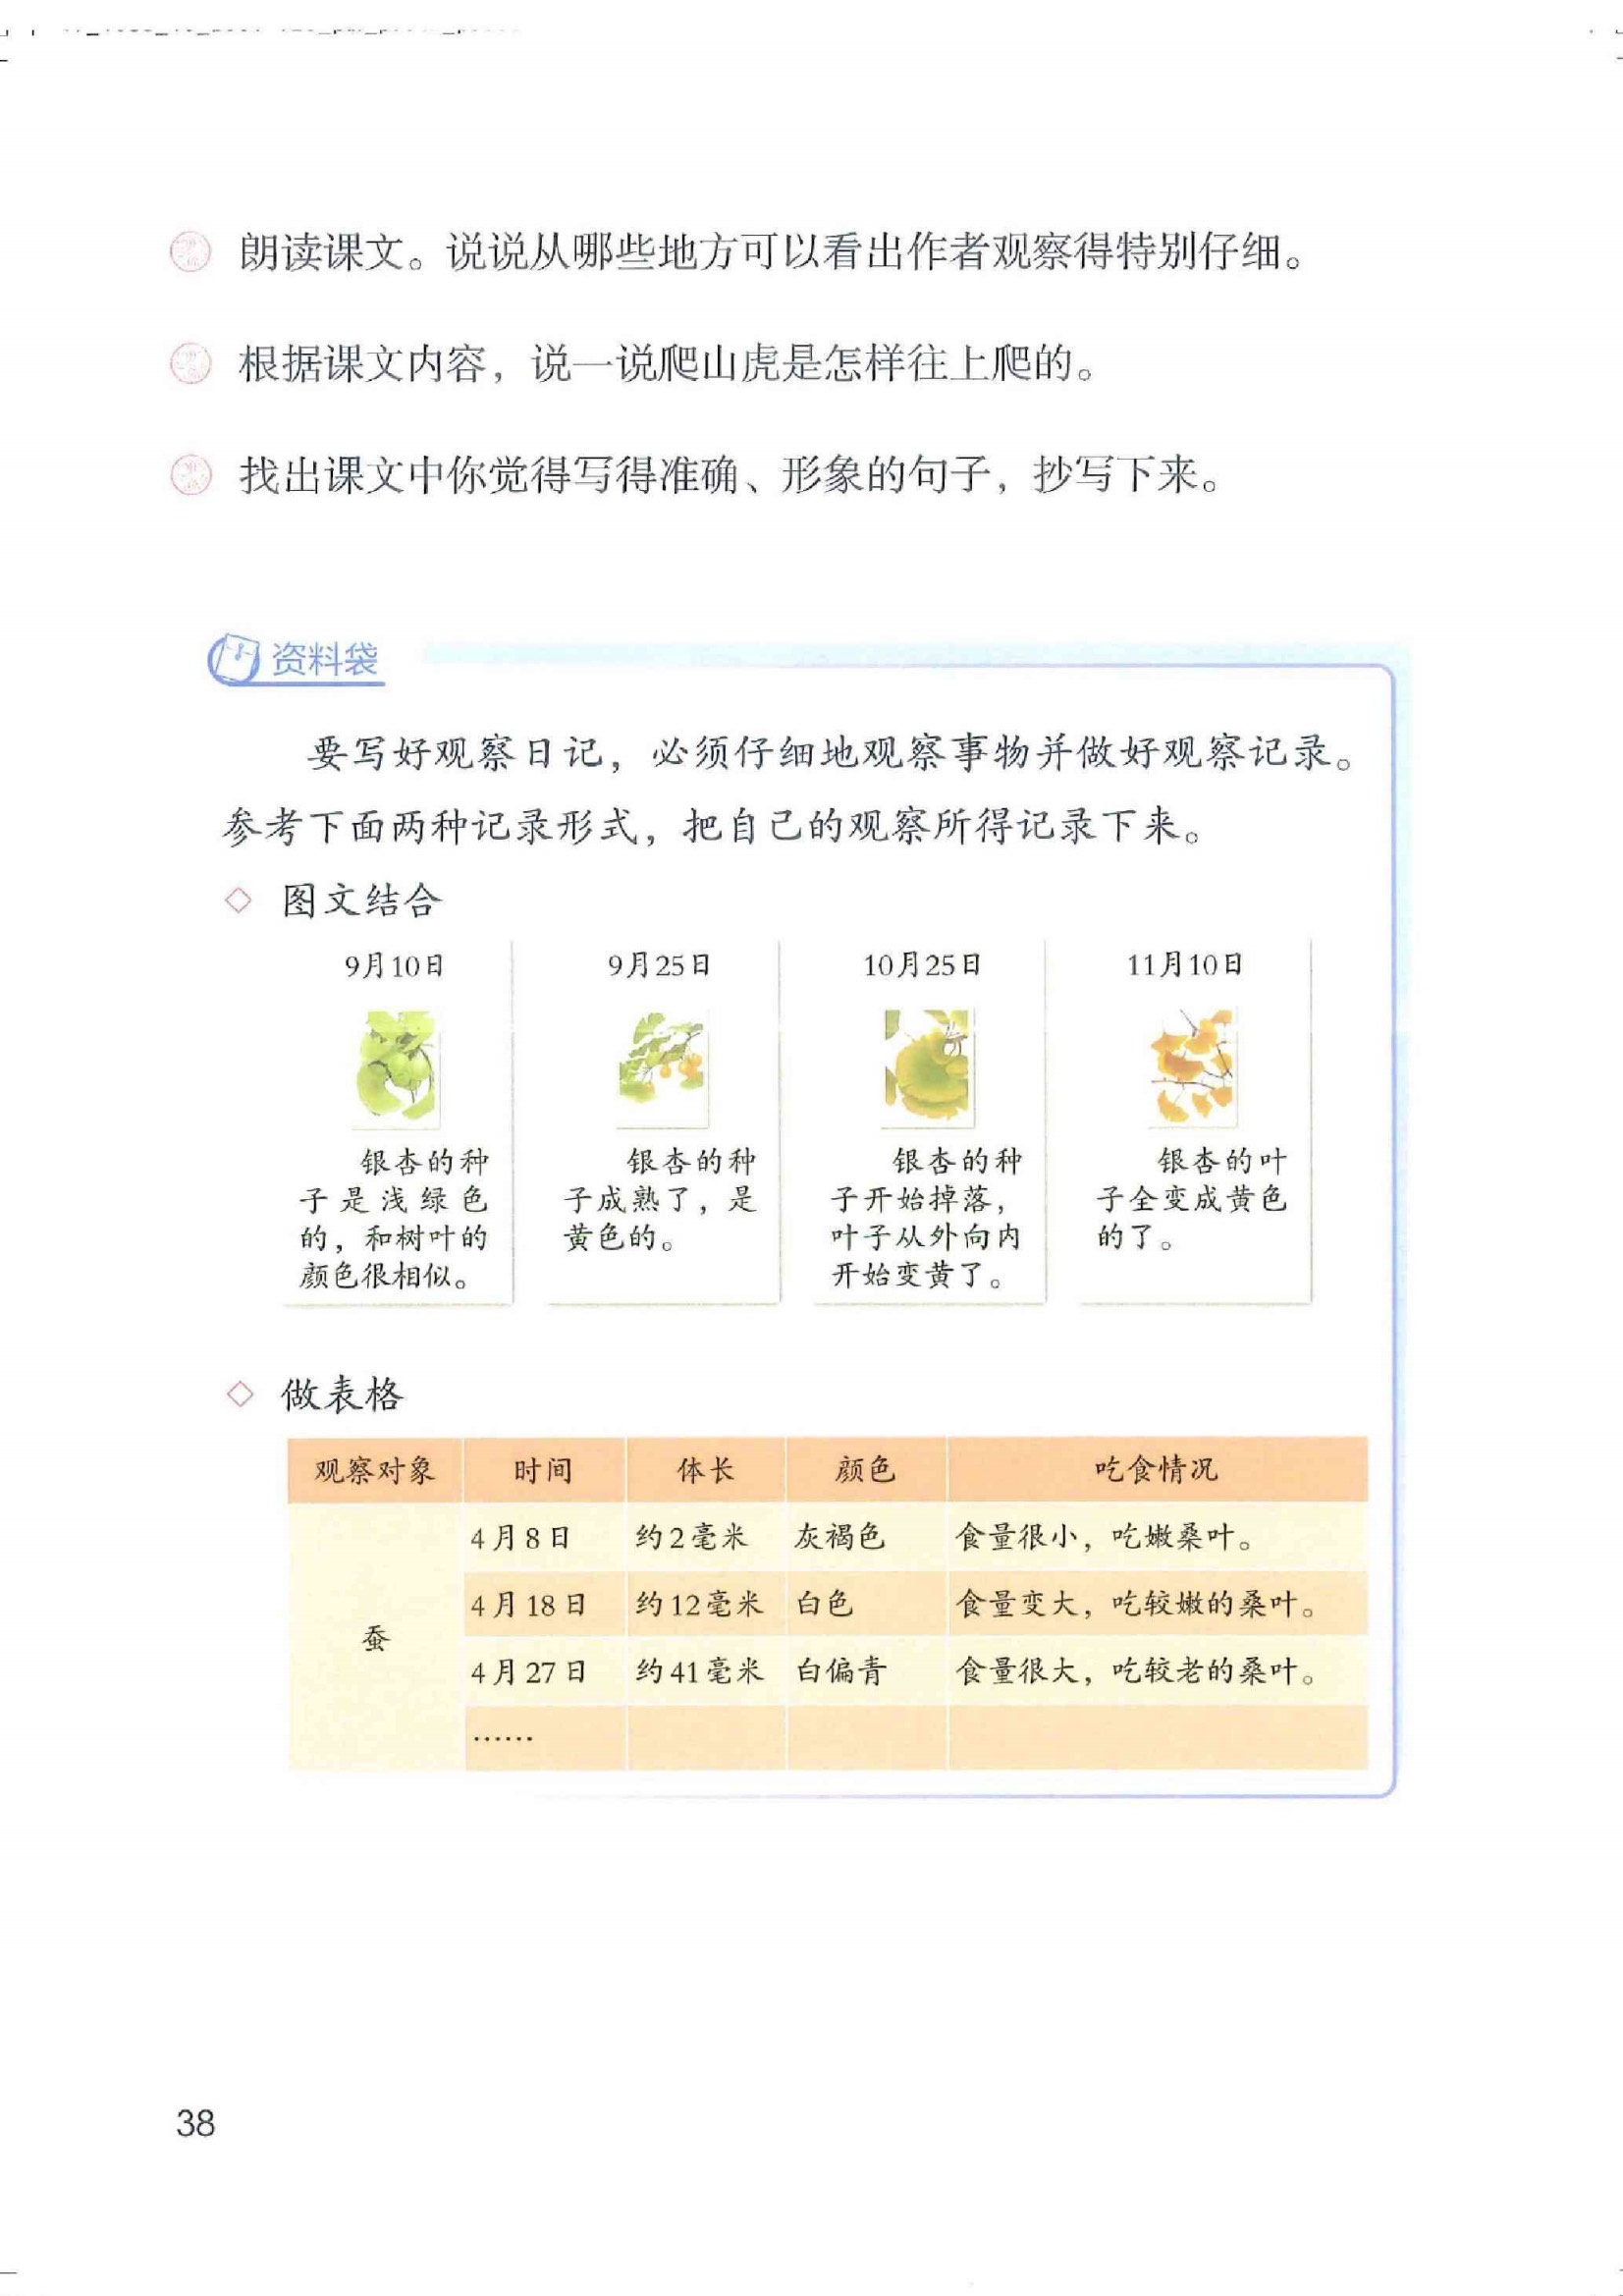 朗读课文。说说从哪些地方可以看出作者观察得特别仔细。
根据课文内容，说一说爬山虎是怎样往上爬的。
找出课文中你觉得写得准确、形象的句子，抄写下来。
资料袋
要写好观察日记，必须仔细地观察事物并做好观察记录。
参考下面两种记录形式，把自己的观察所得记录下来。
◇ 图文结合
9月10日
银杏的种
子是浅绿色
的，和树叶的
颜色很相似。
9月25日
银杏的种
子成熟了，是
黄色的。
10月25日
银杏的种
子开始掉落，
叶子从外向内
开始变黄了。
11月10日
银杏的叶
子全变成黄色
的了。
◇ 做表格
观察对象 时间 体长 颜色 吃食情况
蚕
4月8日 约2毫米 灰褐色 食量很小，吃嫩桑叶。
4月18日 约12毫米 白色 食量变大，吃较嫩的桑叶。
4月27日 约41毫米 白偏青 食量很大，吃较老的桑叶。
……
38